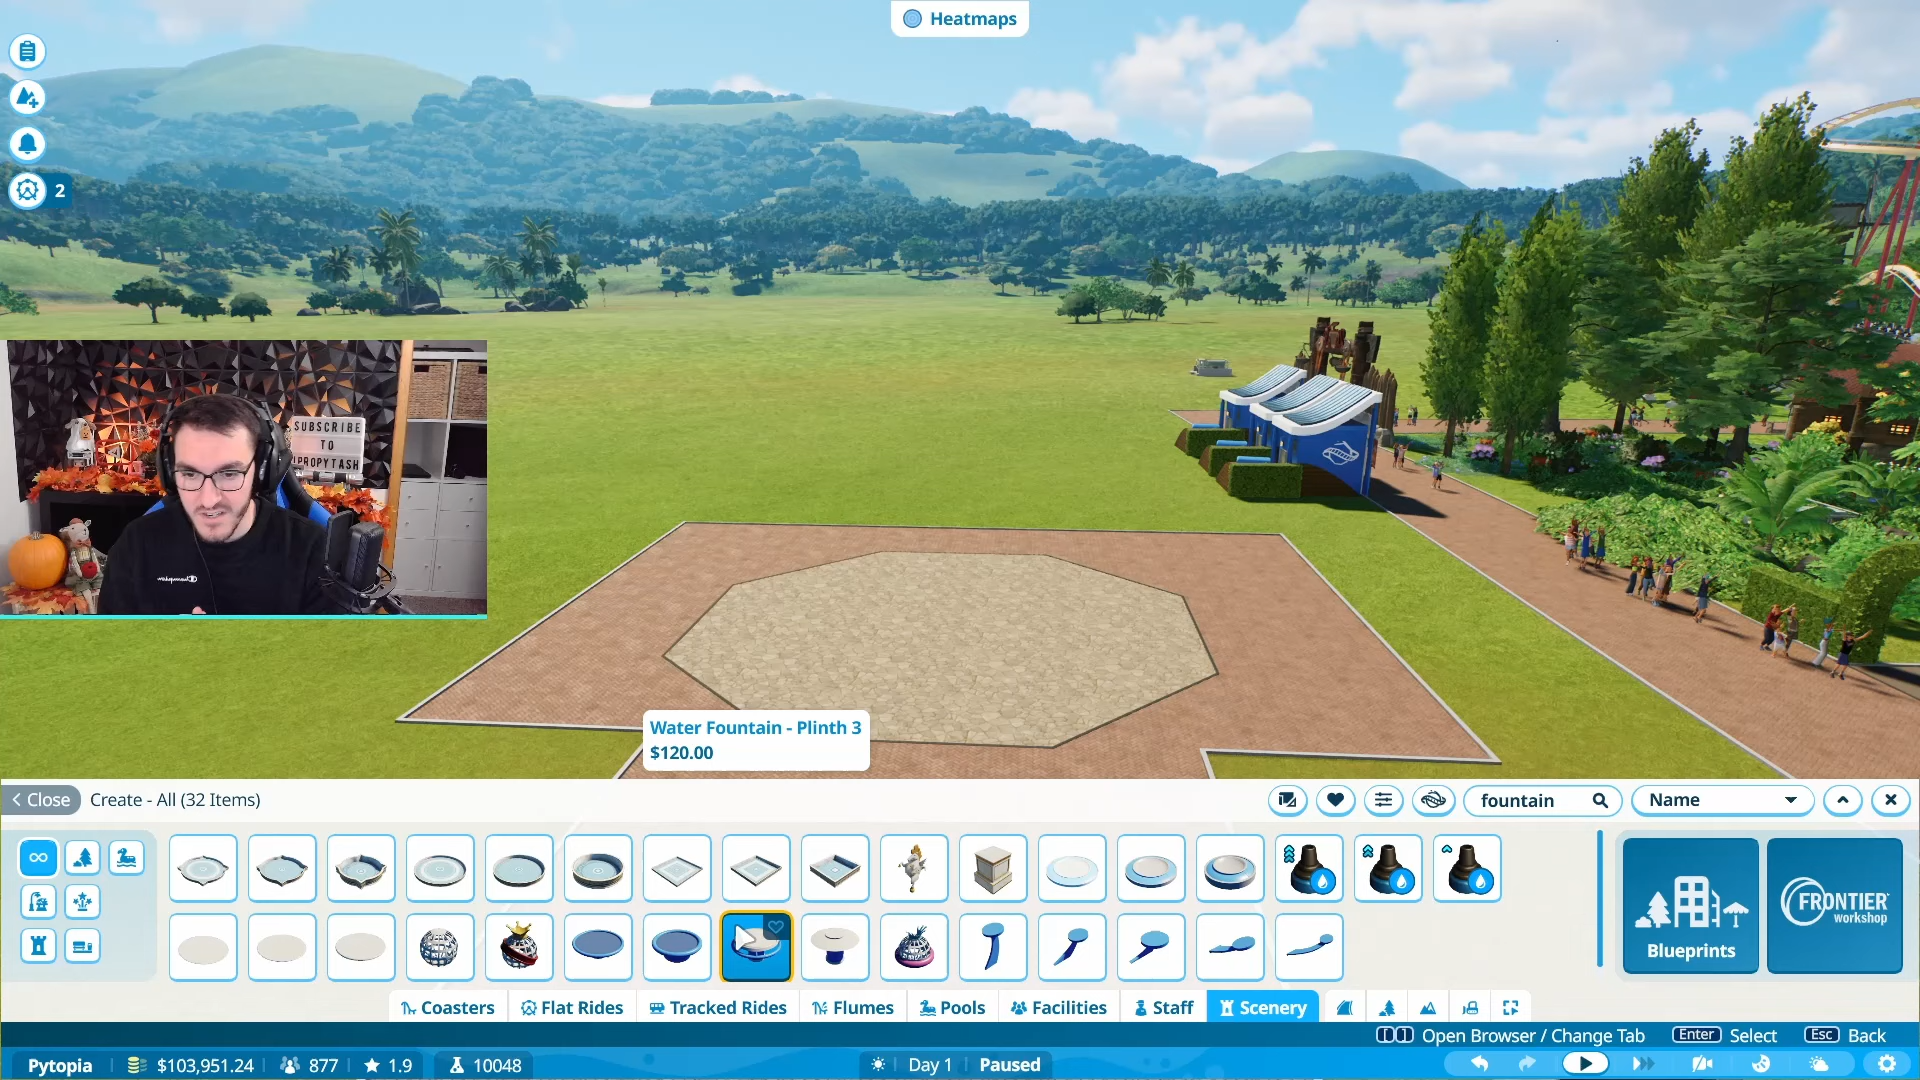 Heatmaps
2
SUBSCRIBE
TO
PROPYTASH
Champion
Water Fountain - Plinth 3
$120.00
Close
Create - All (32 Items)
fountain
Name
Blueprints
FRONTIER
workshop
Coasters
Flat Rides
Tracked Rides
Flumes
Pools
Facilities
Staff
Scenery
Open Browser / Change Tab
Enter Select
Esc Back
Pytopia
$103,951.24
877
1.9
10048
Day 1
Paused